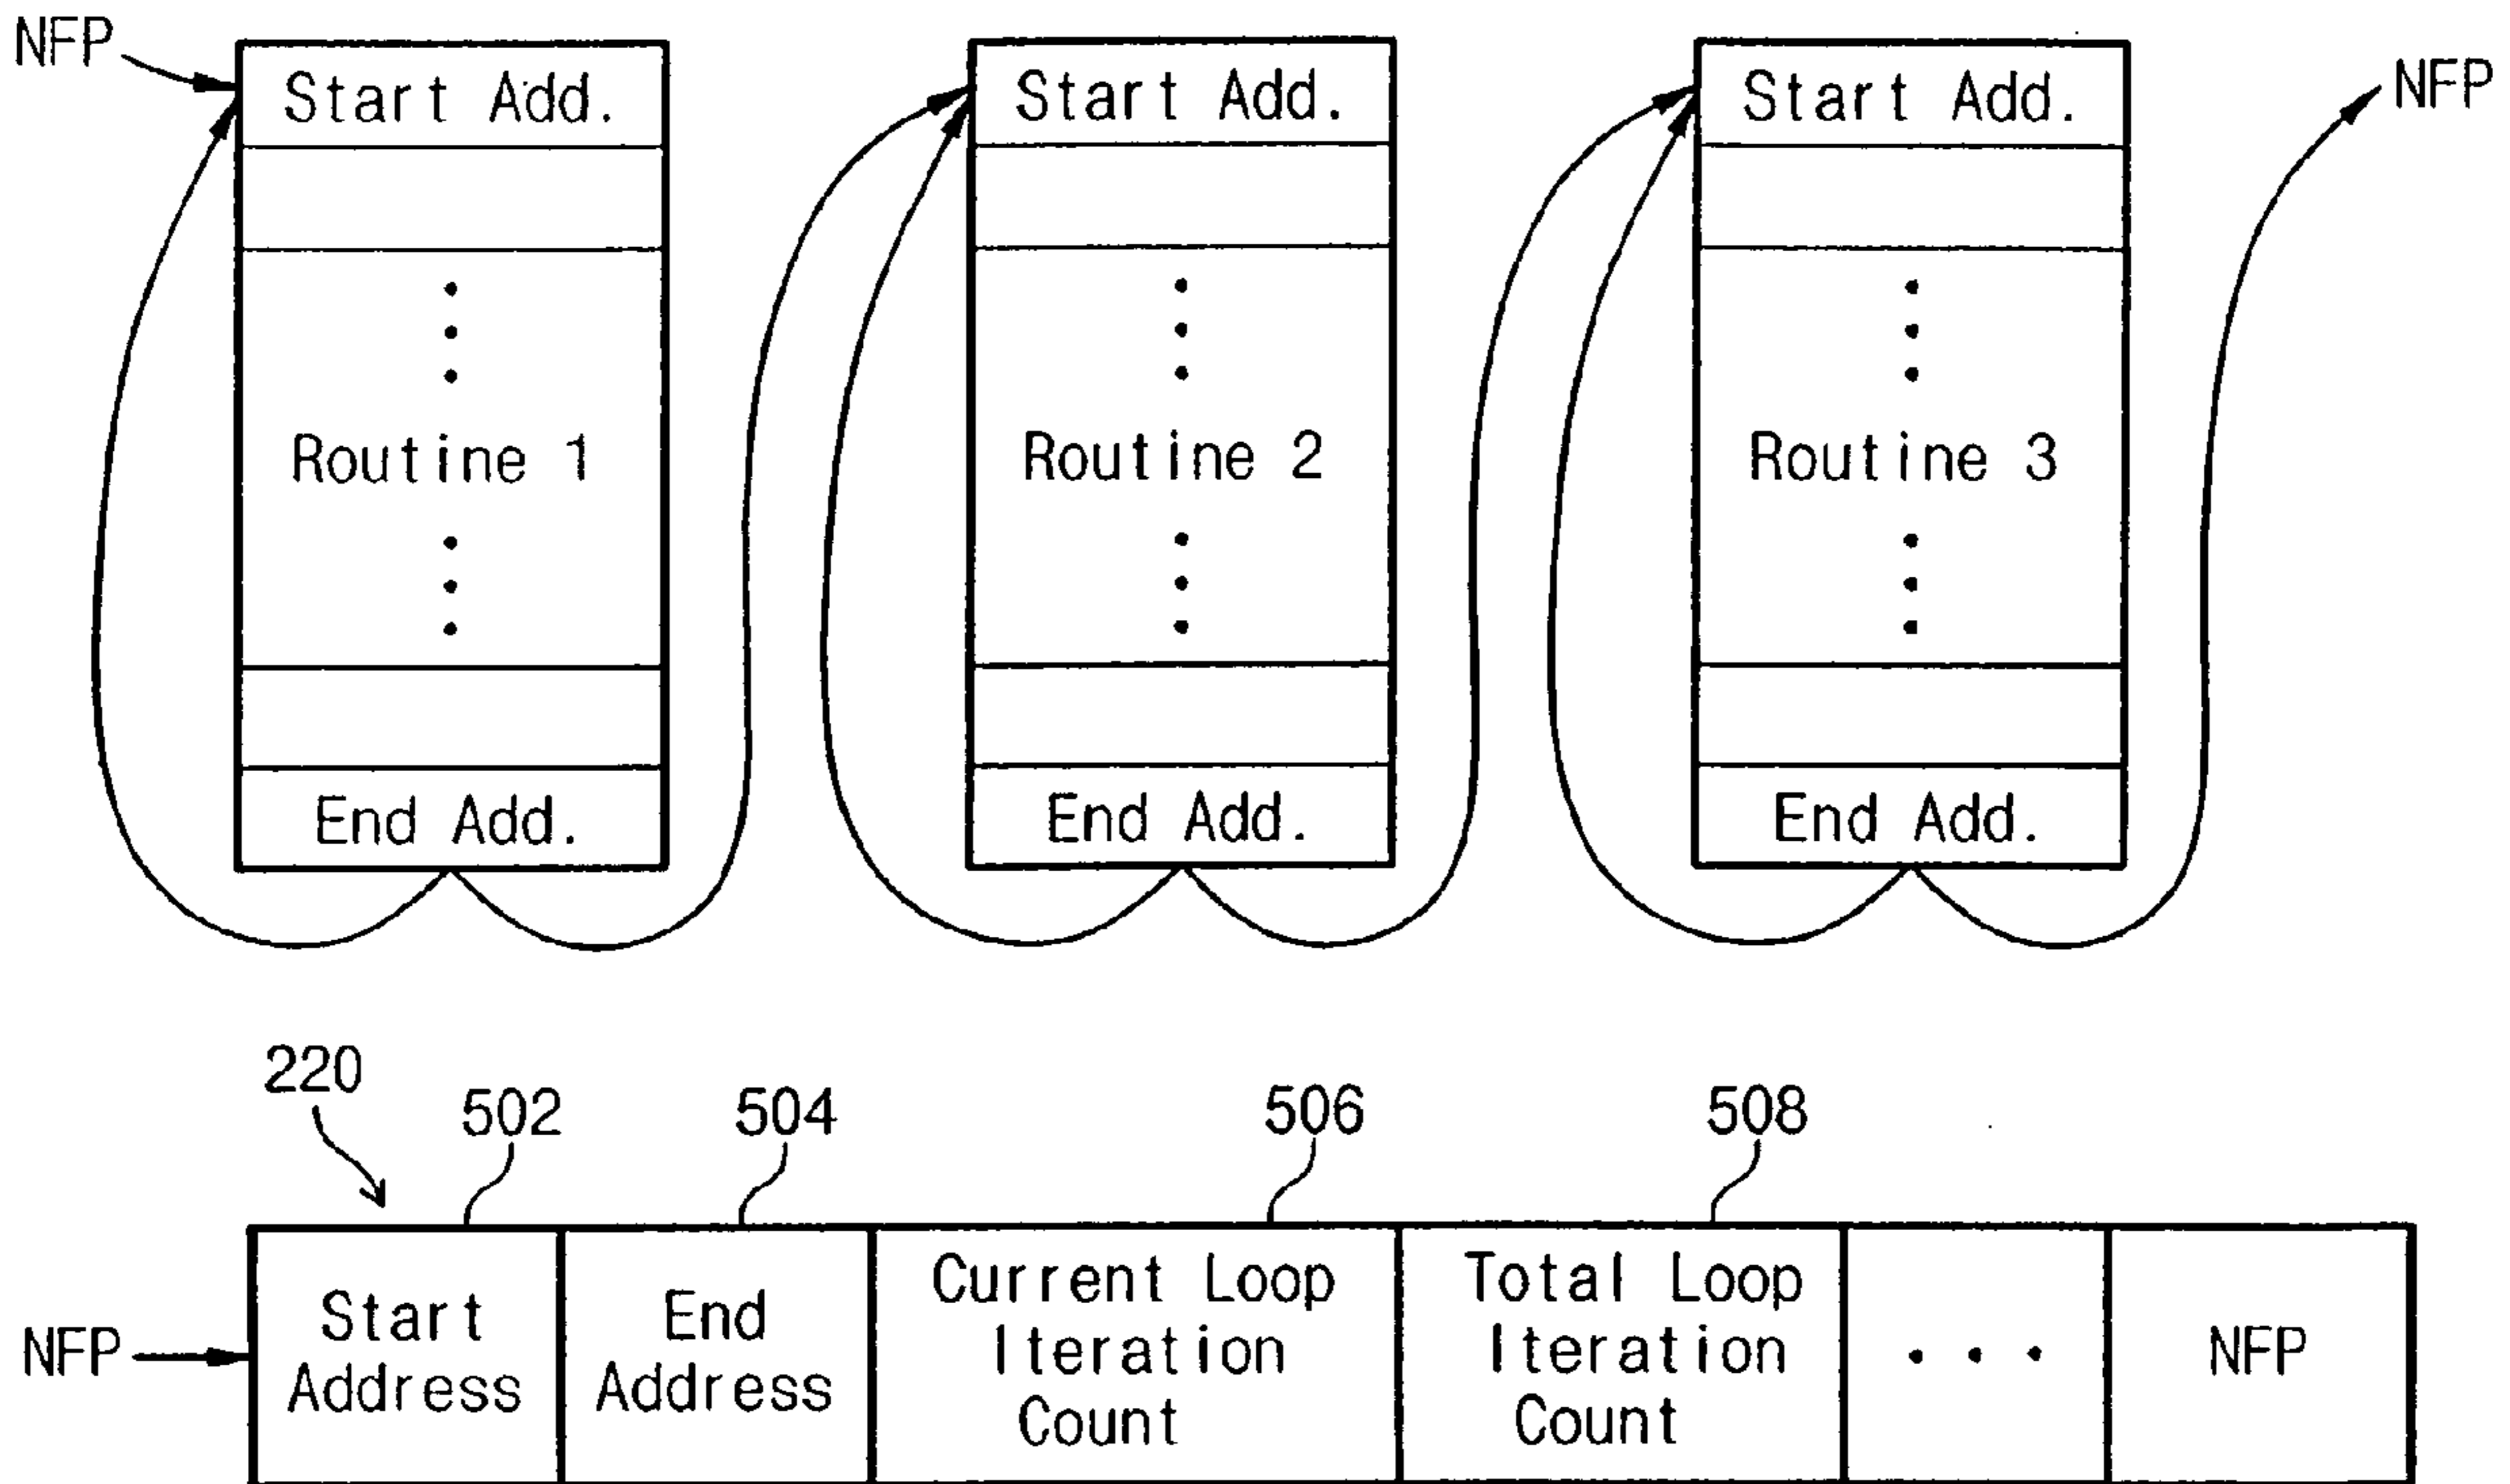 NFP
Start Add.
Start Add.
Start Add.
NFP
Routine 1
Routine 2
Routine 3
End Add.
End Add.
End Add.
220
502
504
506
508
NFP
Start
Address
End
Address
Current Loop
Iteration
Count
Total Loop
Iteration
Count
NFP